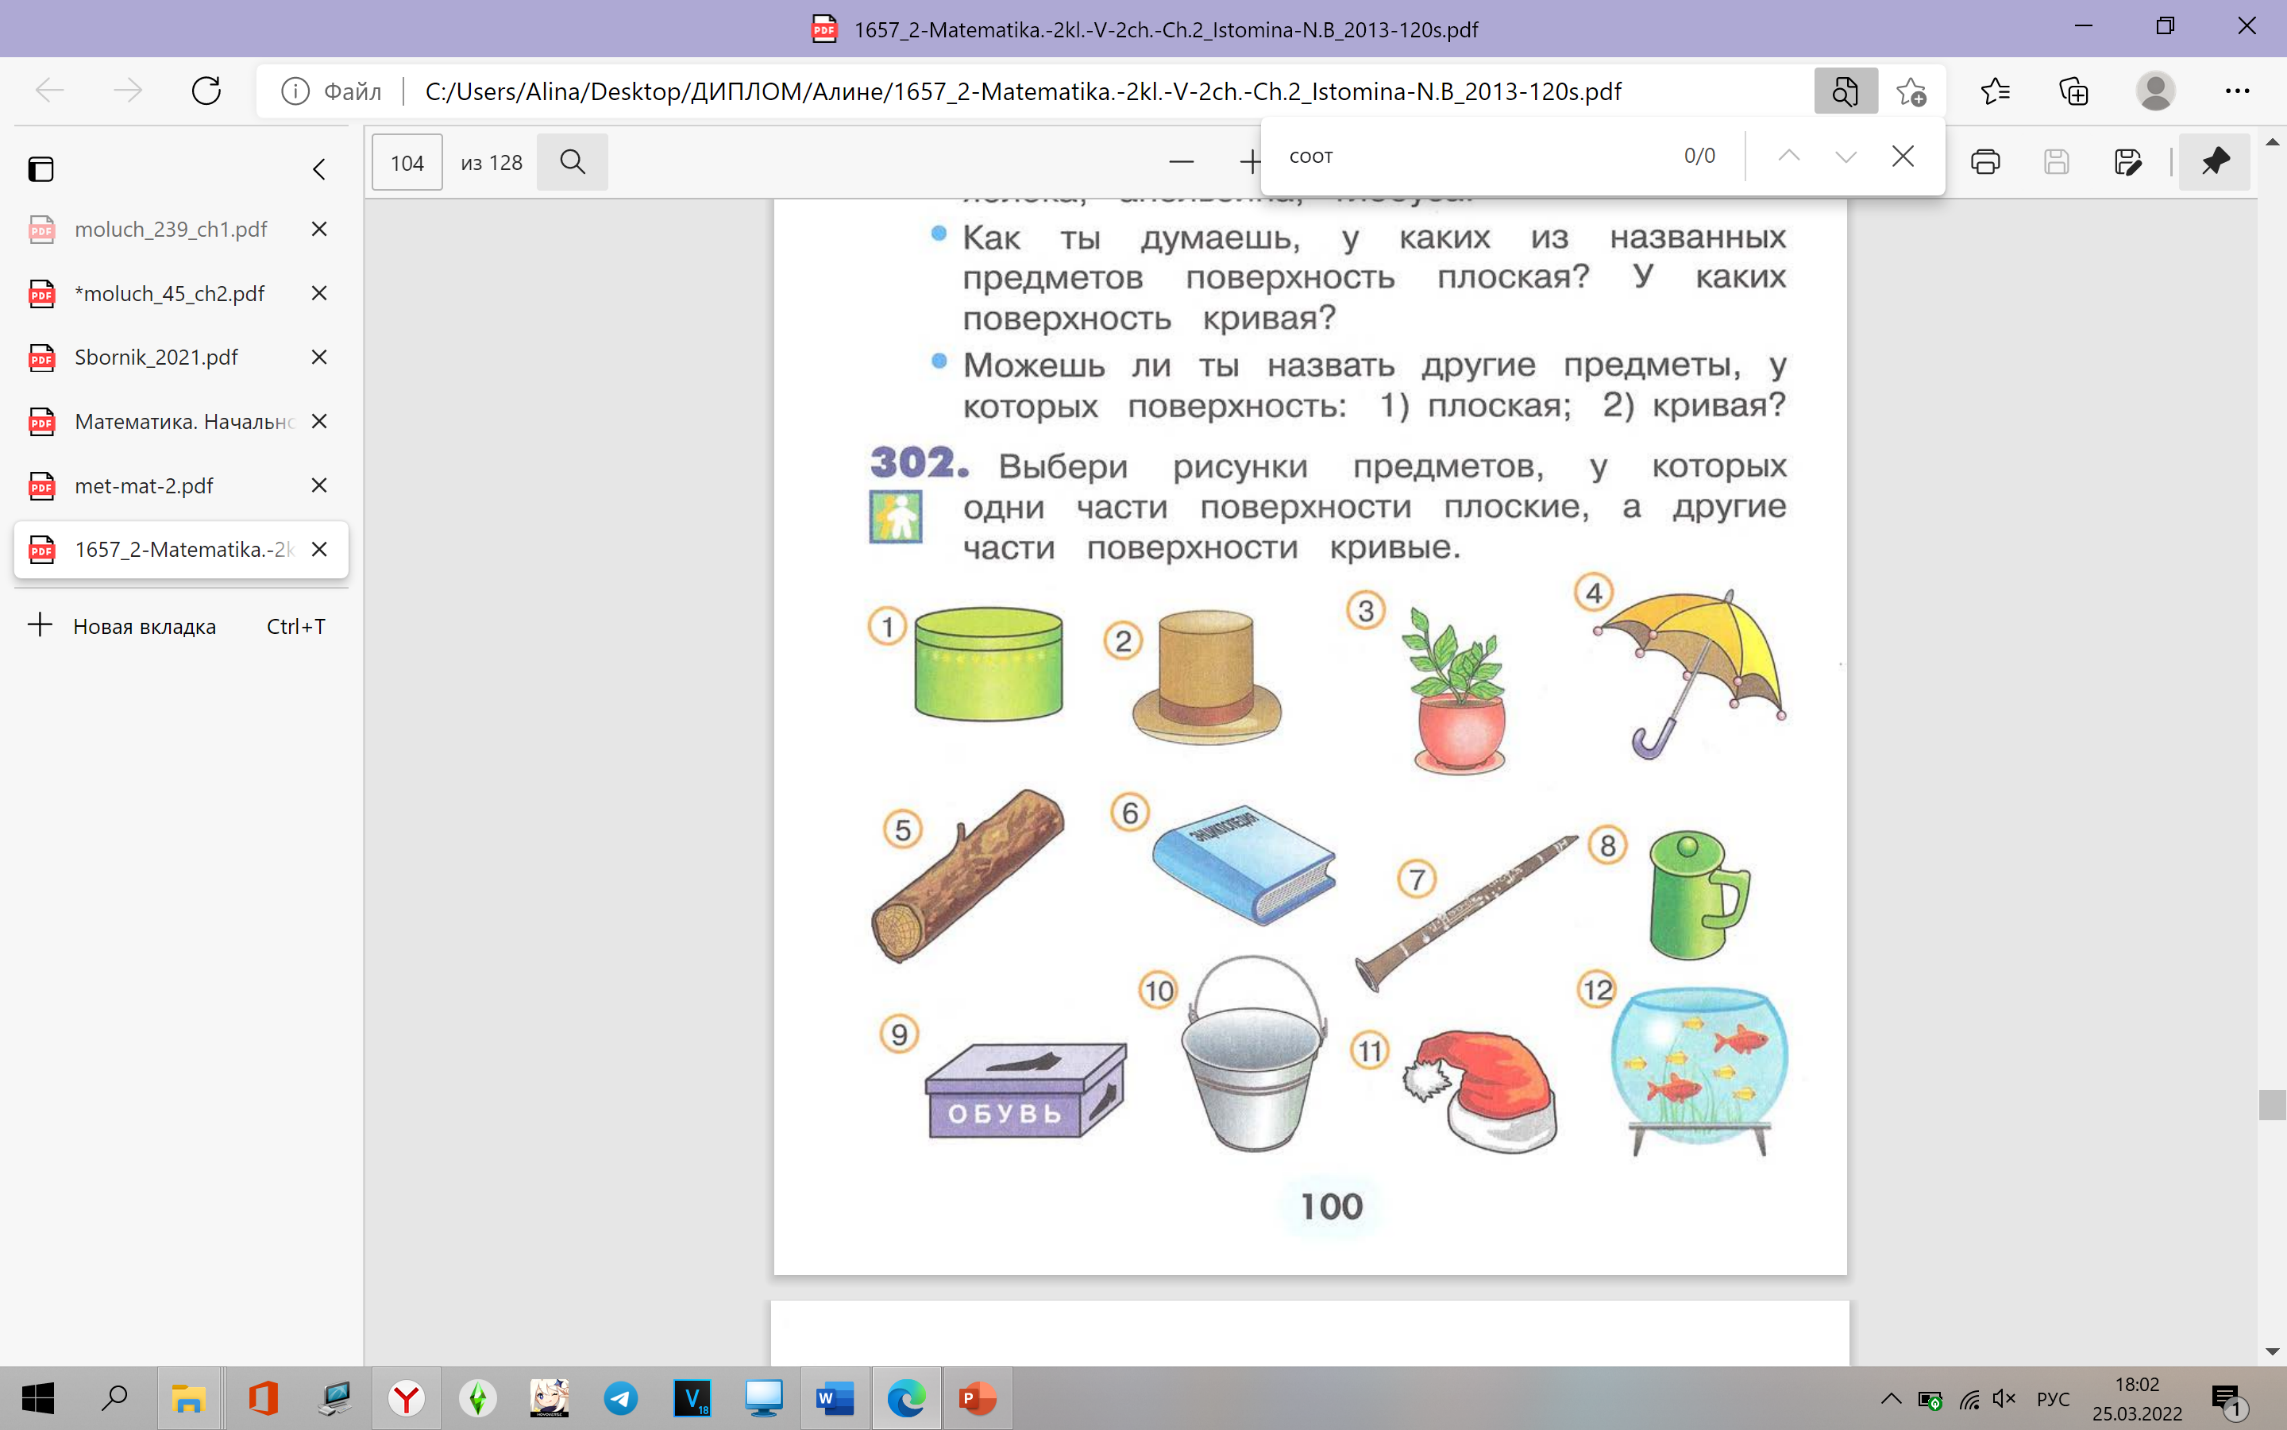 1657_2-Matematika.-2kl.-V-2ch.-Ch.2_Istomina-N.B_2013-120s.pdf
Файл
C:/Users/Alina/Desktop/ДИПЛОМ/Алине/1657_2-Matematika.-2kl.-V-2ch.-Ch.2_Istomina-N.B_2013-120s.pdf
соот
0/0
104
из 128
moluch_239_ch1.pdf
*moluch_45_ch2.pdf
Sbornik_2021.pdf
Математика. Начально
met-mat-2.pdf
1657_2-Matematika.-2k
Новая вкладка Ctrl+T
Как ты думаешь, у каких из названных
предметов поверхность плоская? У каких
поверхность кривая?
Можешь ли ты назвать другие предметы, у
которых поверхность: 1) плоская; 2) кривая?
302. Выбери рисунки предметов, у которых
одни части поверхности плоские, а другие
части поверхности кривые.
1
2
3
4
5
6
ЭНЦИКЛОПЕДИЯ
7
8
9
ОБУВЬ
10
11
12
100
РУС
18:02
25.03.2022
1